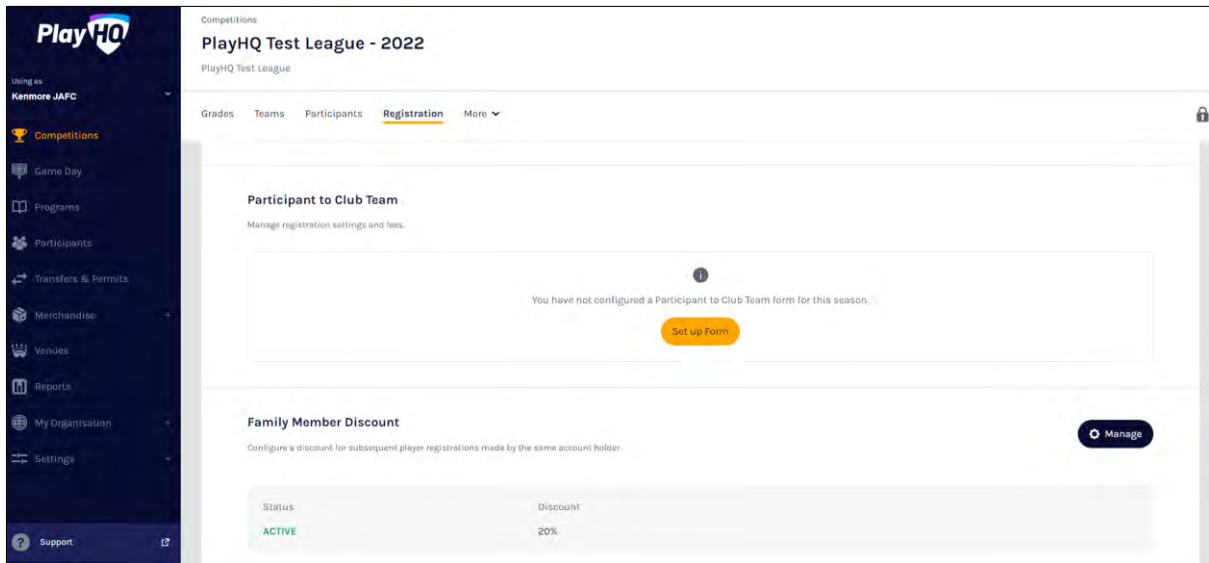 PlayHQ
Using as
Kenmore JAFC
Competitions
Game Day
Programs
Participants
Transfers & Permits
Merchandise
Venues
Reports
My Organisation
Settings
Support
Competitions
PlayHQ Test League - 2022
PlayHQ Test League
Grades Teams Participants Registration More
Participant to Club Team
Manage registration settings and fees.
You have not configured a Participant to Club Team form for this season.
Set up Form
Family Member Discount
Configure a discount for subsequent player registrations made by the same account holder.
Manage
Status Discount
ACTIVE 20%